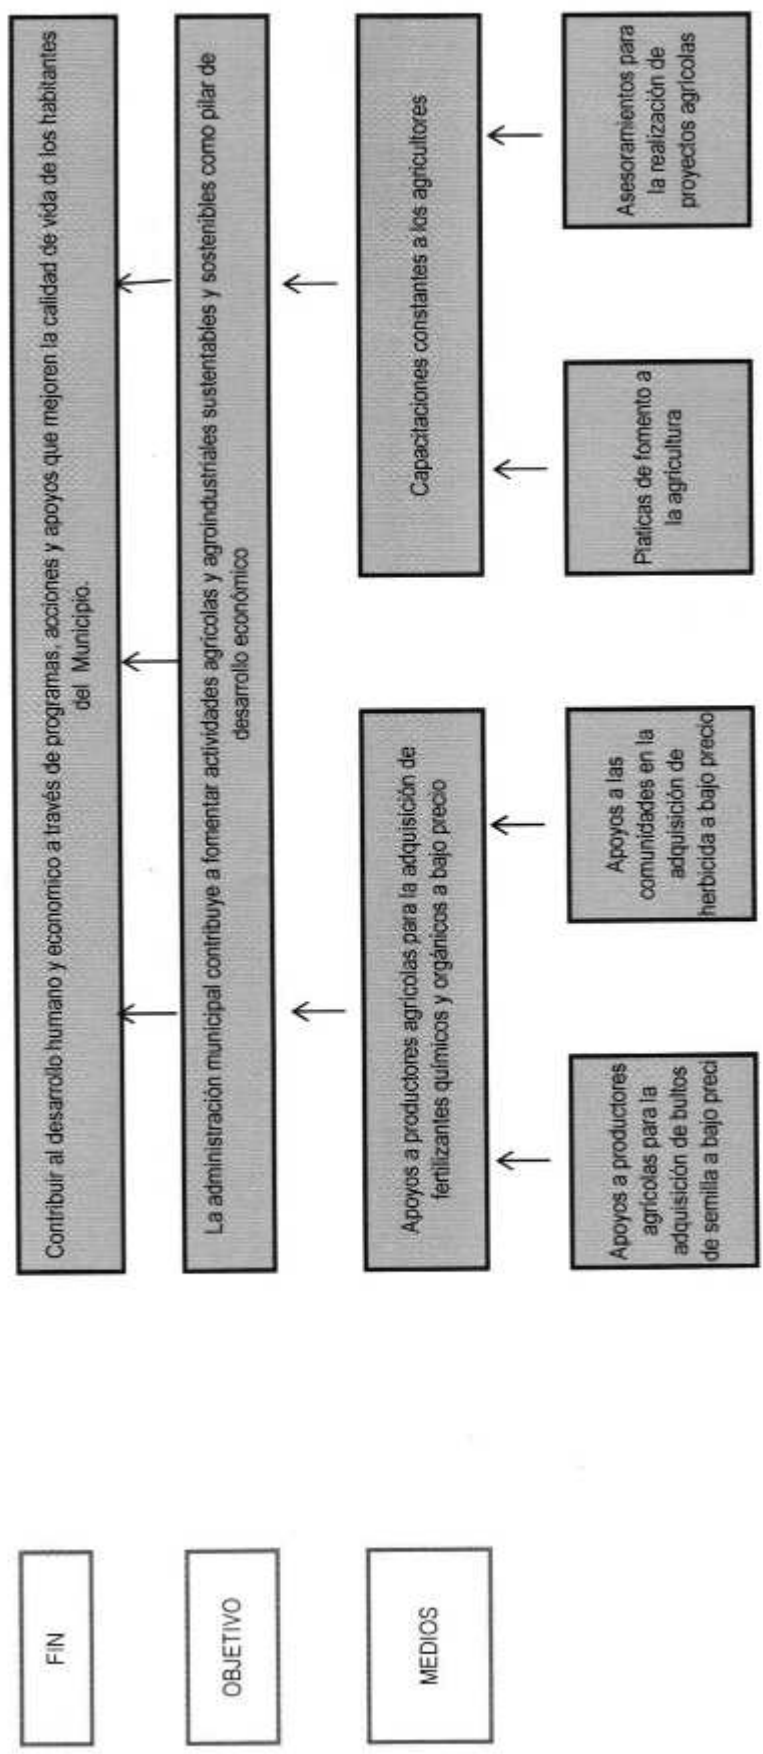 FIN
Contribuir al desarrollo humano y económico a través de programas, acciones y apoyos que mejoren la calidad de vida de los habitantes
del Municipio.
OBJETIVO
La administración municipal contribuye a fomentar actividades agrícolas y agroindustriales sustentables y sostenibles como pilar de
desarrollo económico
MEDIOS
Apoyos a productores agrícolas para la adquisición de
fertilizantes químicos y orgánicos a bajo precio
Capacitaciones constantes a los agricultores
Apoyos a productores
agrícolas para la
adquisición de bultos
de semilla a bajo preci
Apoyos a las
comunidades en la
adquisición de
herbicida a bajo precio
Platicas de fomento a
la agricultura
Asesoramientos para
la realización de
proyectos agrícolas